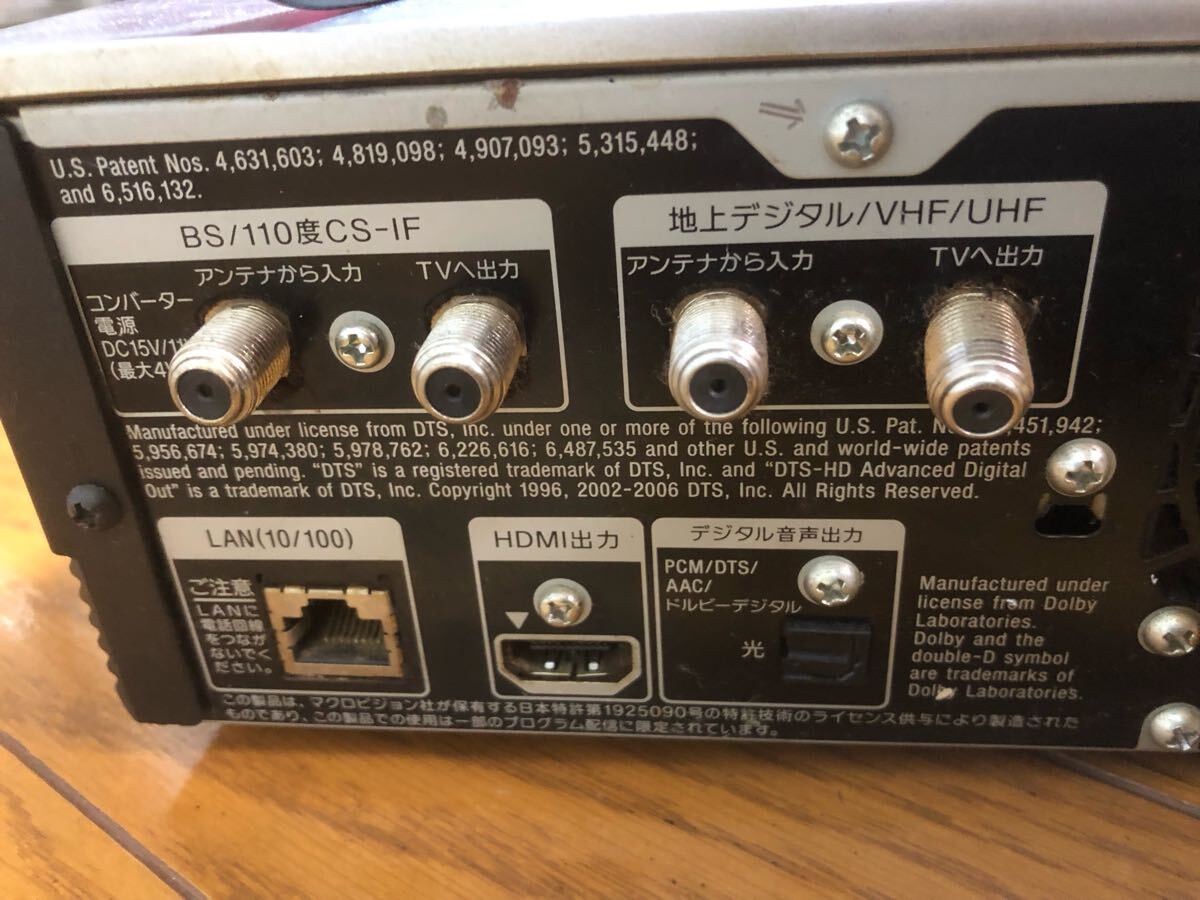 U.S. Patent Nos. 4,631,603; 4,819,098; 4,907,093; 5,315,448;
and 6,516,132.
BS/110度CS-IF
アンテナから入力
TVへ出力
コンバーター
電源
DC15V/11V
(最大4W
地上デジタル/VHF/UHF
アンテナから入力
TVへ出力
Manufactured under license from DTS, Inc. under one or more of the following U.S. Pat. 451,942;
5,956,674; 5,974,380; 5,978,762; 6,226,616; 6,487,535 and other U.S. and world-wide patents
issued and pending. “DTS” is a registered trademark of DTS, Inc. and “DTS-HD Advanced Digital
Out” is a trademark of DTS, Inc. Copyright 1996, 2002-2006 DTS, Inc. All Rights Reserved.
LAN(10/100)
ご注意
LANに
電話回線
をつなが
ないでく
ださい。
HDMI出力
デジタル音声出力
PCM/DTS/
AAC/
ドルビーデジタル
光
Manufactured under
license from Dolby
Laboratories.
Dolby and the
double-D symbol
are trademarks of
Dolby Laboratories.
この製品は、マクロビジョン社が保有する日本特許第1925090号の特許技術のライセンス供与により製造された
ものであり、この製品での使用は一部のプログラム配信に限定されています。